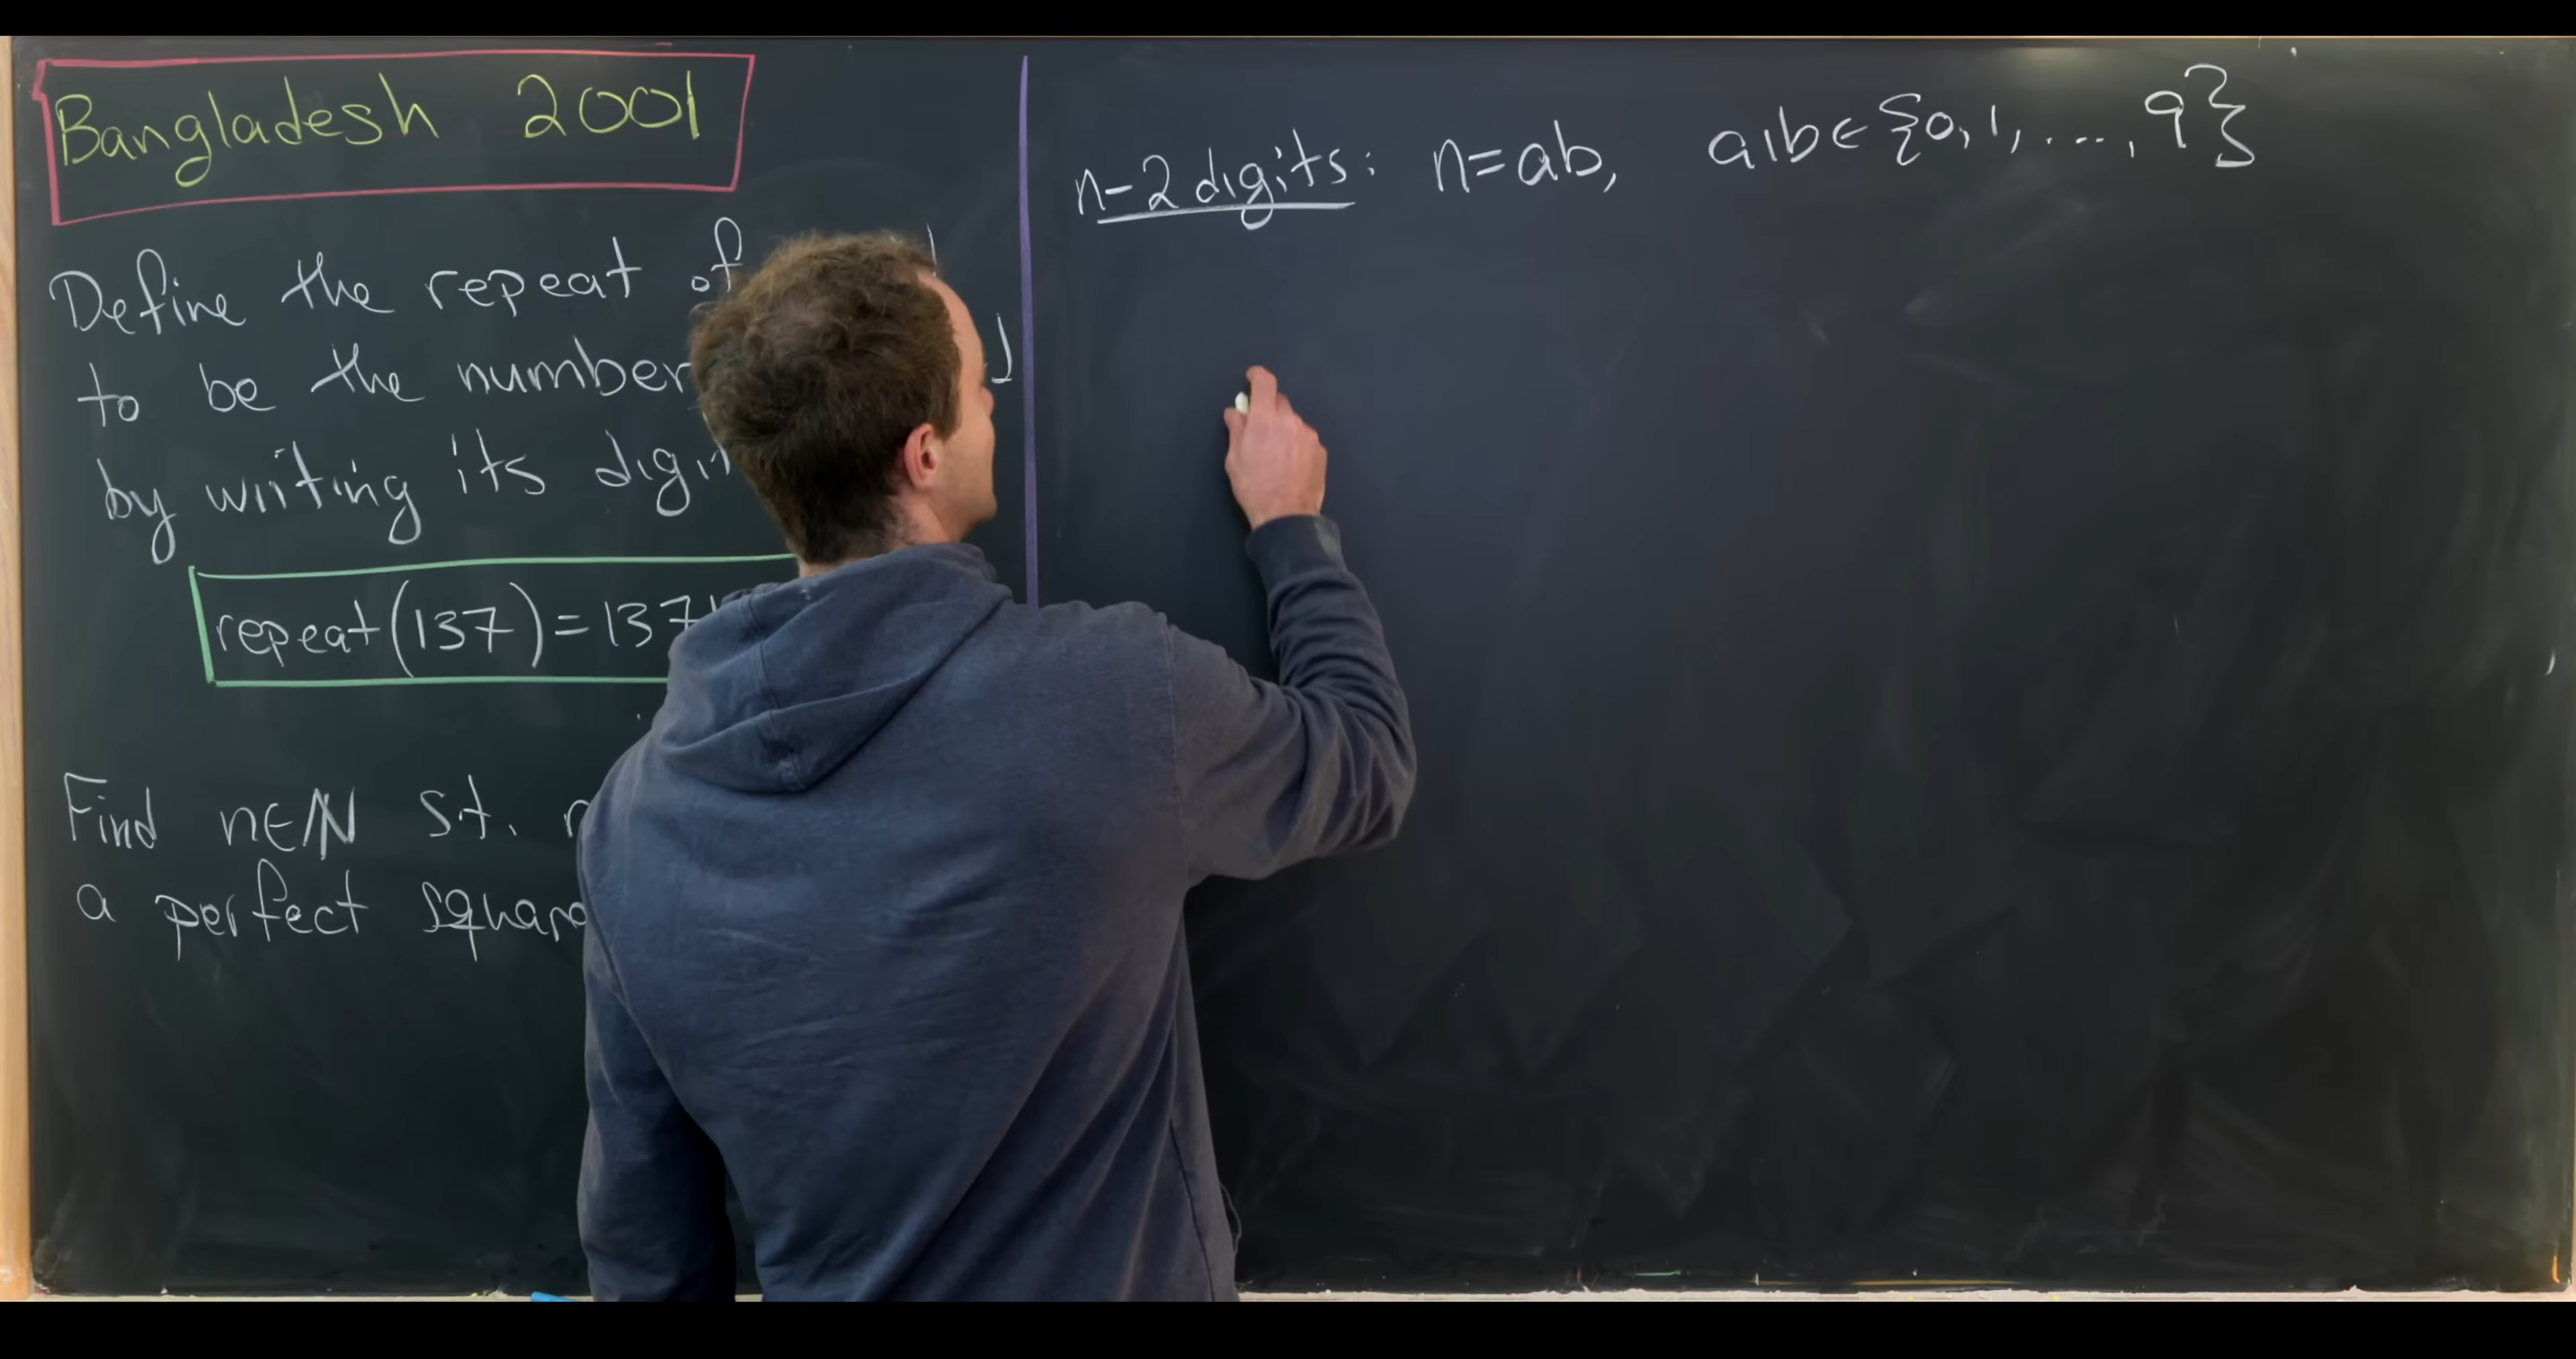 Bangladesh 2001
Define the repeat of
to be the number
by writing its
repeat(137)=137
Find n∈ℕ s.t.
a perfect square
n-2 digits: n=ab, a,b∈{0,1,...,9}